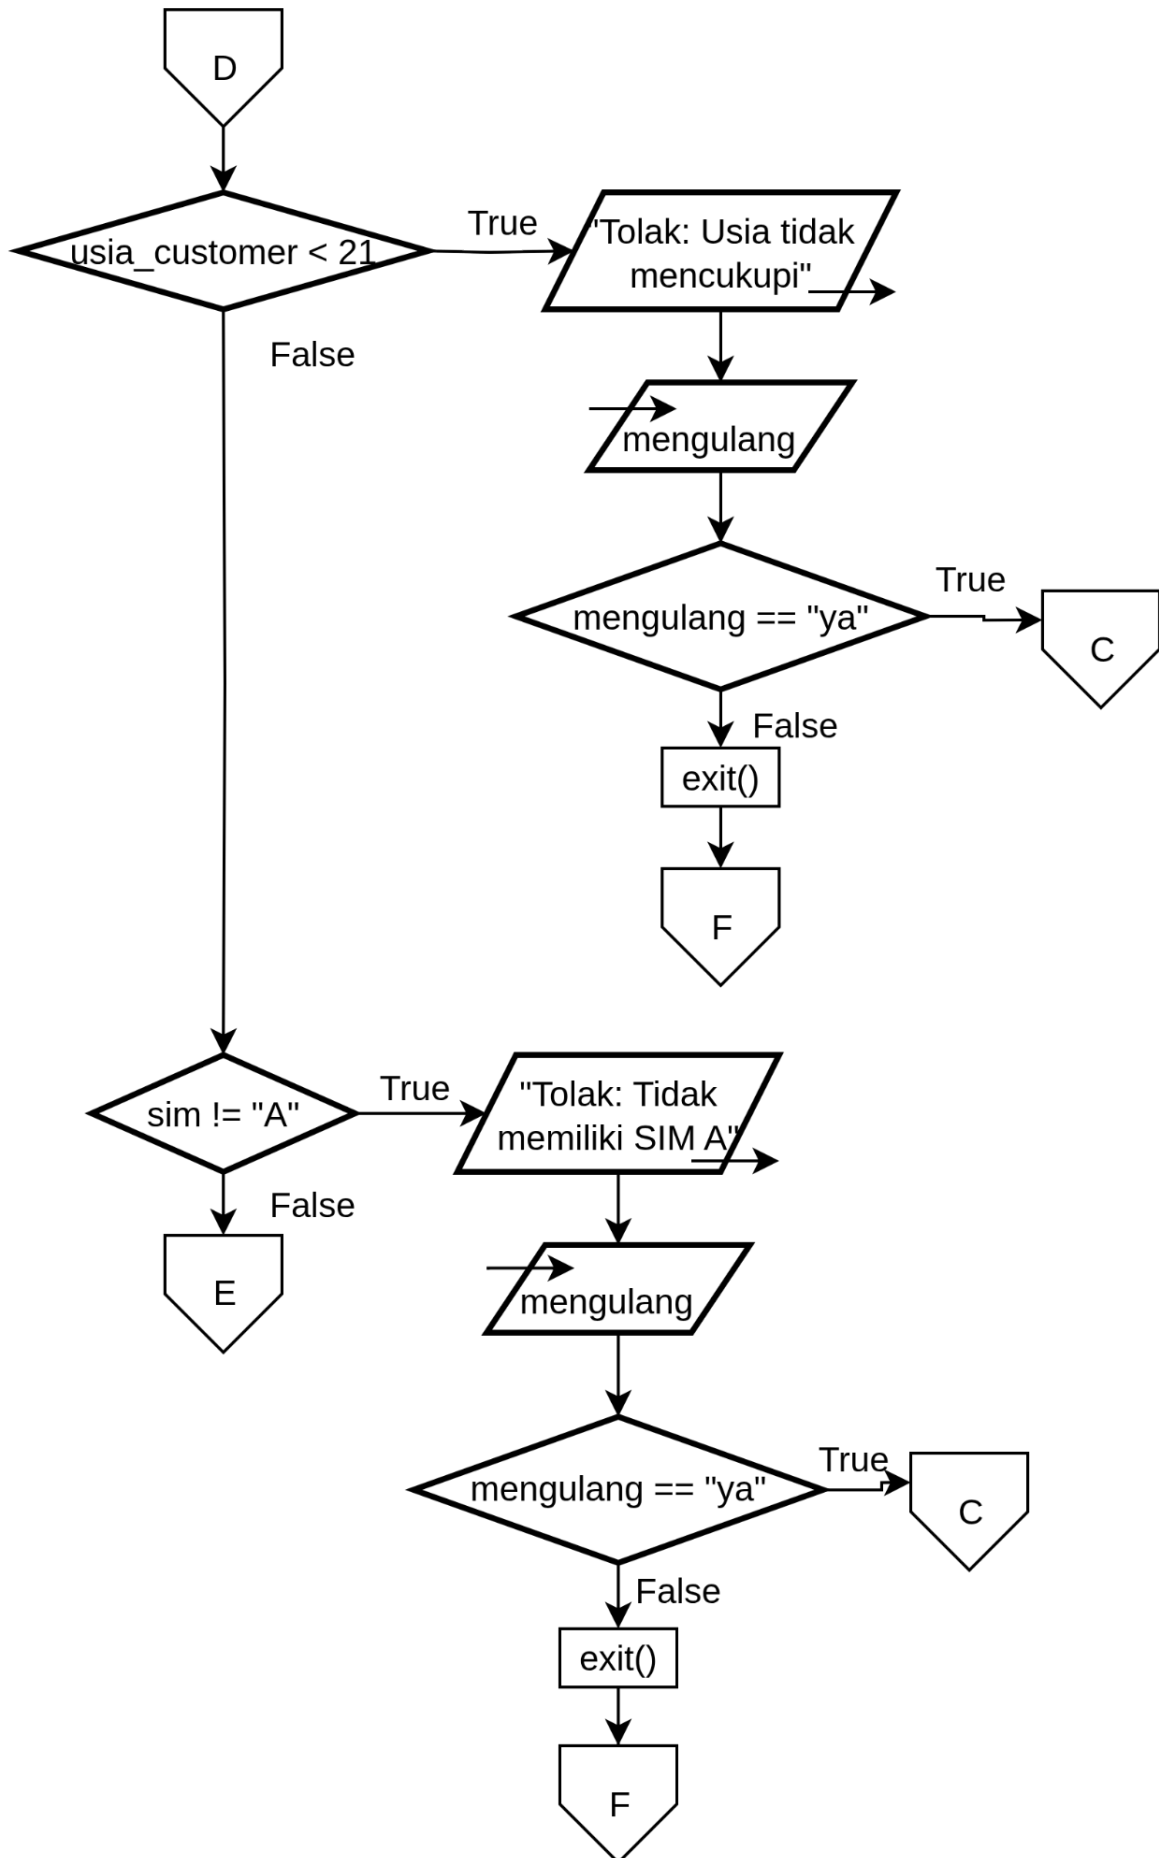 D
usia_customer < 21
True
"Tolak: Usia tidak
mencukupi"
False
mengulang
mengulang == "ya"
True
C
False
exit()
F
sim != "A"
True
"Tolak: Tidak
memiliki SIM A"
False
E
mengulang
mengulang == "ya"
True
C
False
exit()
F